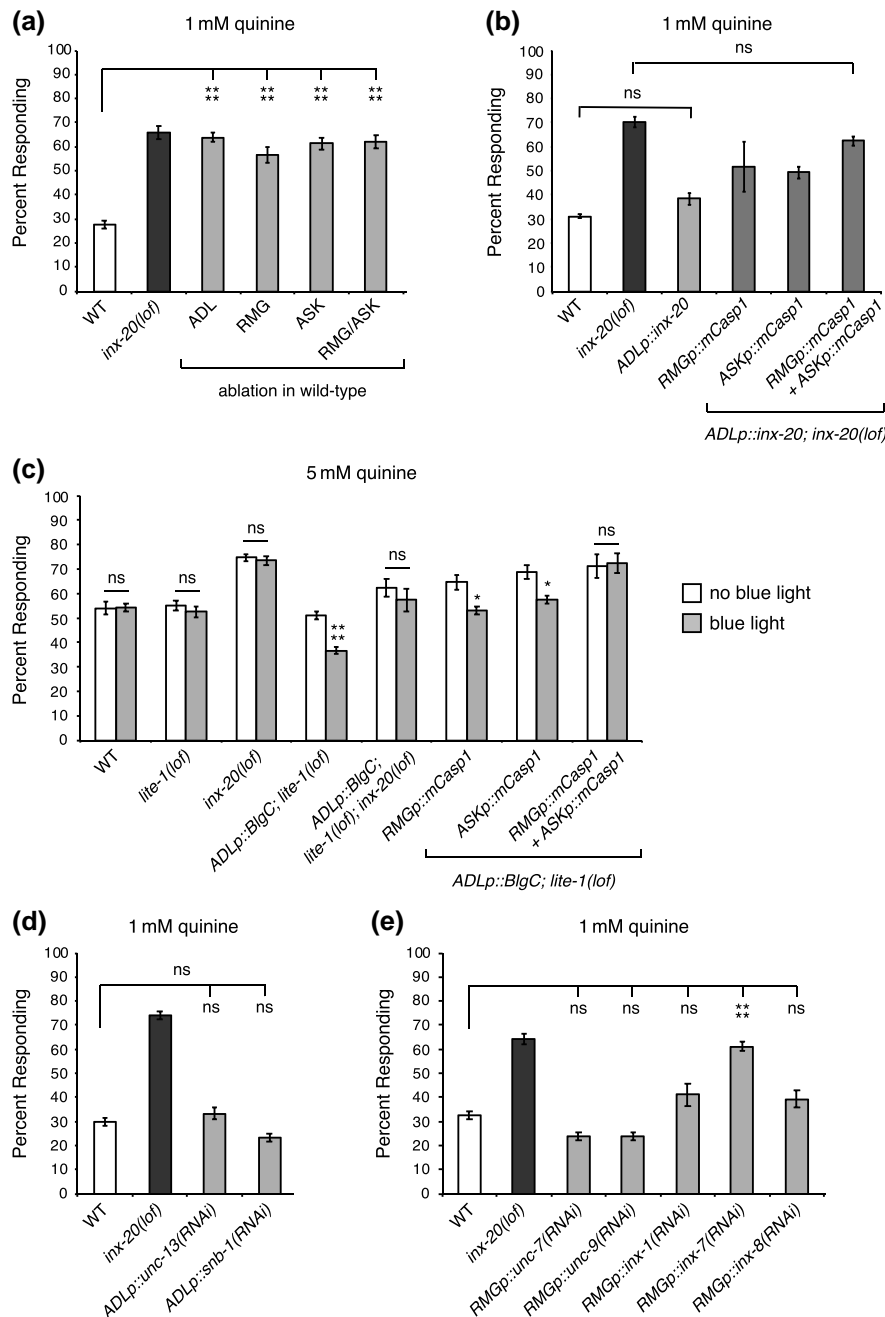 (a)
1 mM quinine
Percent Responding
100
90
80
70
60
50
40
30
20
10
0
**
**
**
**
**
**
**
**
WT
inx-20(lof)
ADL
RMG
ASK
RMG/ASK
ablation in wild-type
(b)
1 mM quinine
Percent Responding
100
90
80
70
60
50
40
30
20
10
0
ns
ns
WT
inx-20(lof)
ADLp::inx-20
RMGp::mCasp1
ASKp::mCasp1
RMGp::mCasp1
+ ASKp::mCasp1
ADLp::inx-20; inx-20(lof)
(c)
5 mM quinine
Percent Responding
100
90
80
70
60
50
40
30
20
10
0
ns
ns
ns
**
**
ns
*
*
ns
no blue light
blue light
WT
lite-1(lof)
inx-20(lof)
ADLp::BlgC; lite-1(lof)
ADLp::BlgC;
lite-1(lof); inx-20(lof)
RMGp::mCasp1
ASKp::mCasp1
RMGp::mCasp1
+ ASKp::mCasp1
ADLp::BlgC; lite-1(lof)
(d)
1 mM quinine
Percent Responding
100
90
80
70
60
50
40
30
20
10
0
ns
ns
ns
WT
inx-20(lof)
ADLp::unc-13(RNAi)
ADLp::snb-1(RNAi)
(e)
1 mM quinine
Percent Responding
100
90
80
70
60
50
40
30
20
10
0
ns
ns
ns
**
**
ns
WT
inx-20(lof)
RMGp::unc-7(RNAi)
RMGp::unc-9(RNAi)
RMGp::inx-1(RNAi)
RMGp::inx-7(RNAi)
RMGp::inx-8(RNAi)